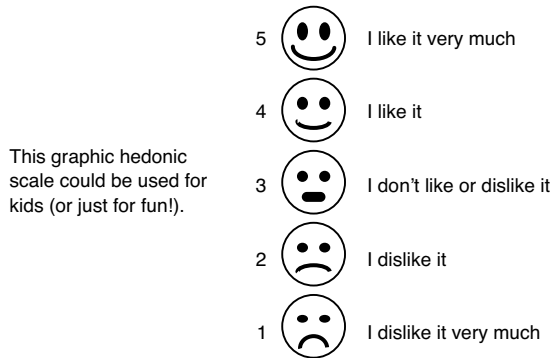 5 I like it very much
4 I like it
This graphic hedonic
scale could be used for
kids (or just for fun!).
3 I don't like or dislike it
2 I dislike it
1 I dislike it very much